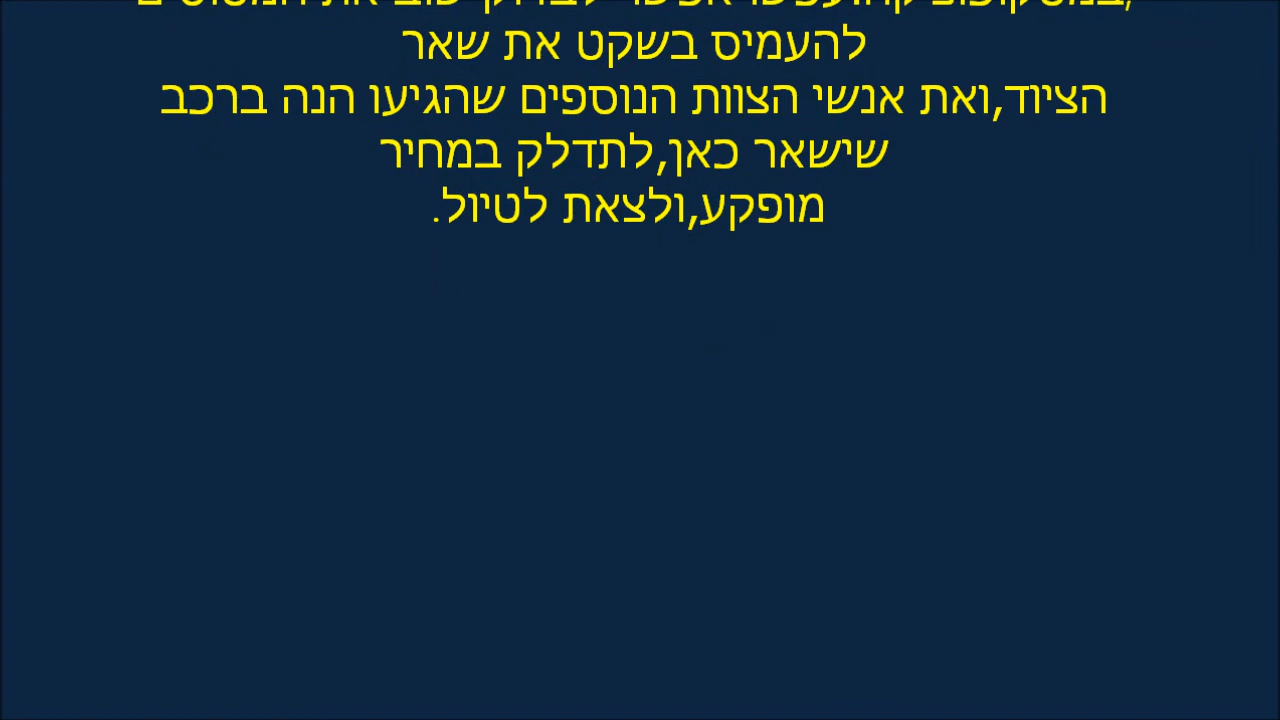 להעמיס בשקט את שאר
הציוד,ואת אנשי הצוות הנוספים שהגיעו הנה ברכב
שישאר כאן,לתדלק במחיר
מופקע,ולצאת לטיול.